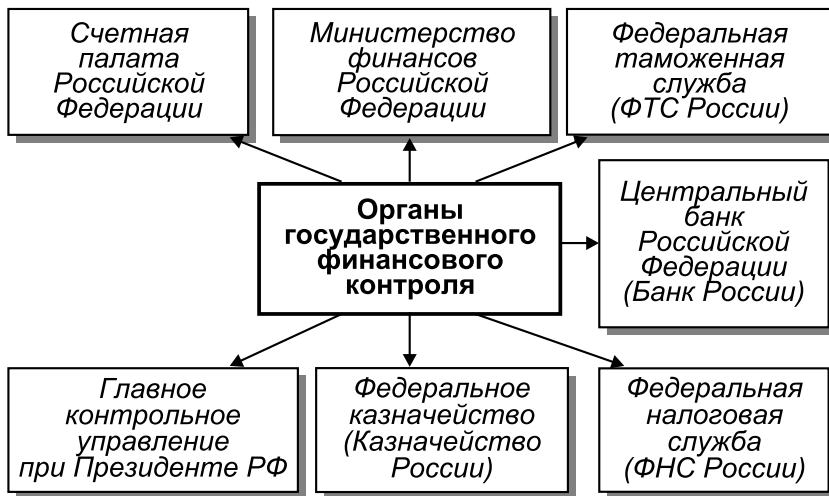 Счетная
палата
Российской
Федерации
Министерство
финансов
Российской
Федерации
Федеральная
таможенная
служба
(ФТС России)
Органы
государственного
финансового
контроля
Центральный
банк
Российской
Федерации
(Банк России)
Главное
контрольное
управление
при Президенте РФ
Федеральное
казначейство
(Казначейство
России)
Федеральная
налоговая
служба
(ФНС России)